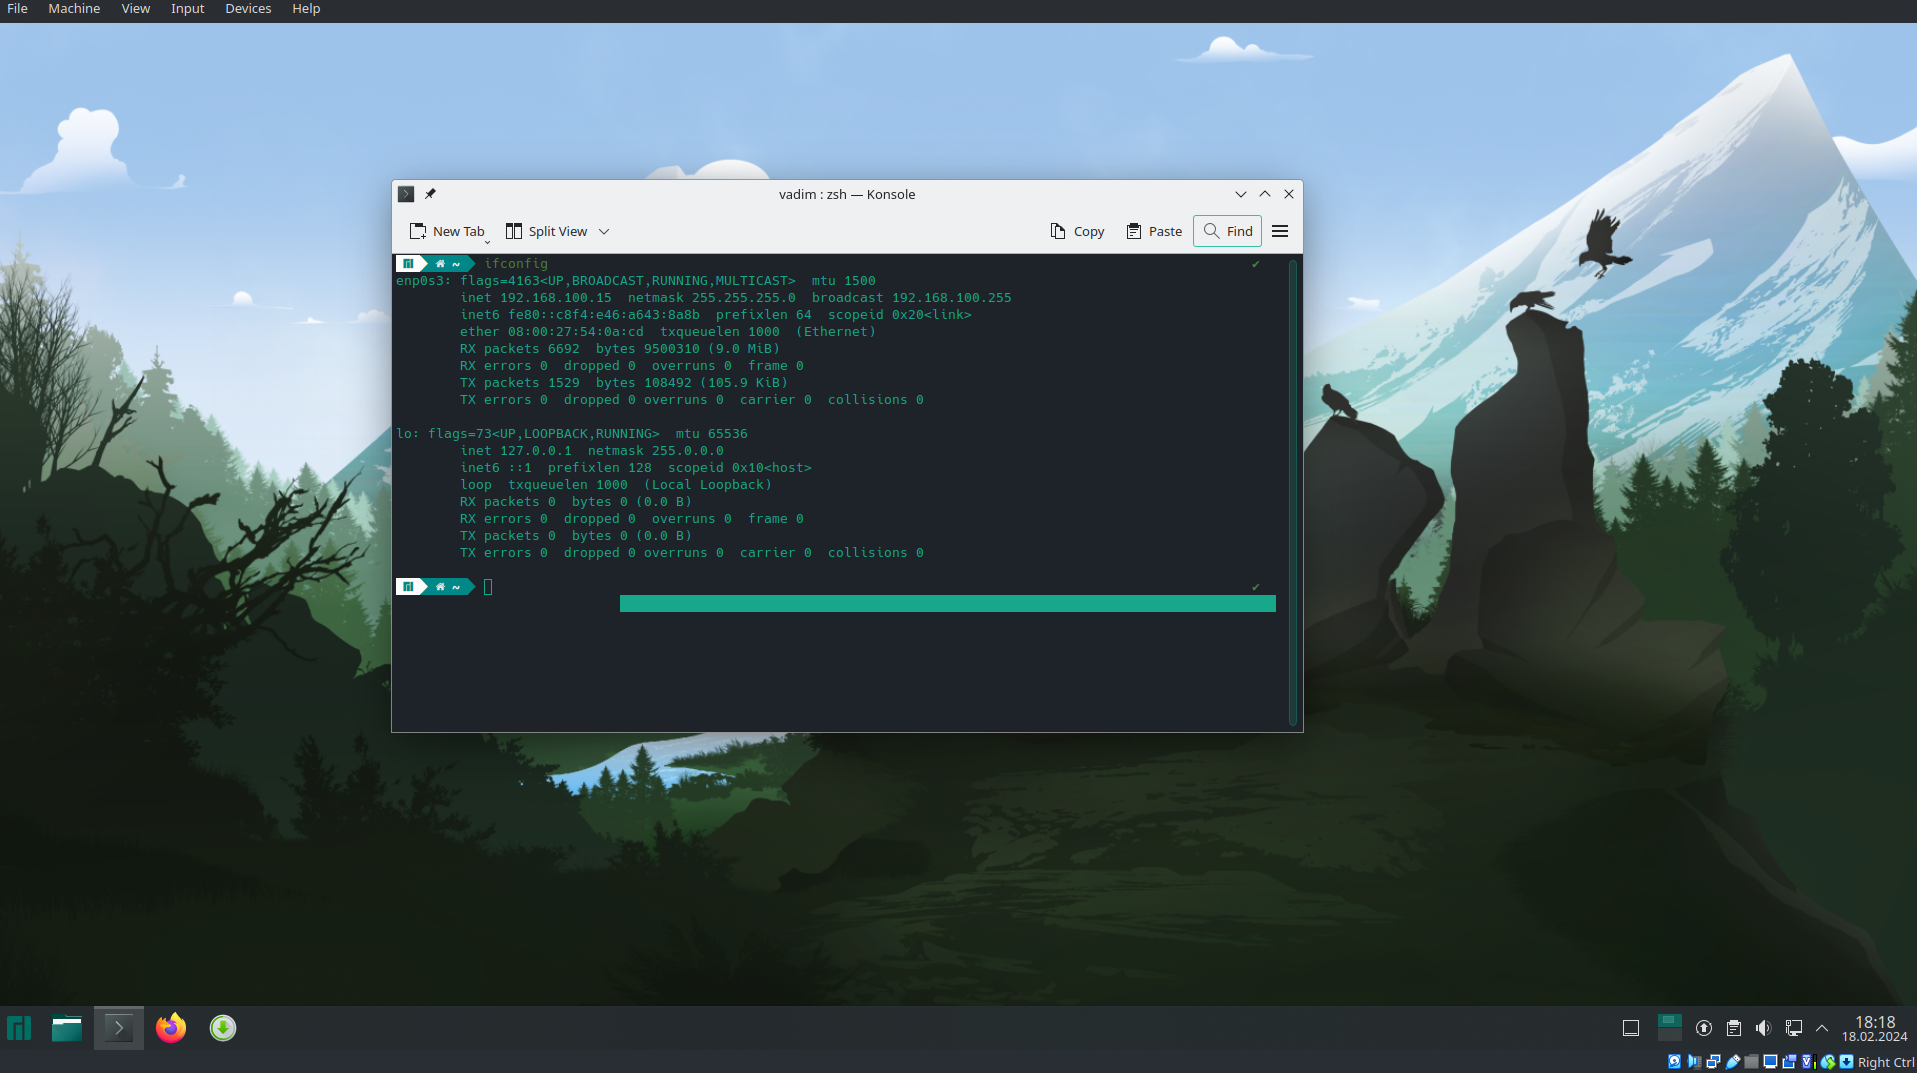 File Machine View Input Devices Help
vadim : zsh — Konsole
New Tab Split View Copy Paste Find
~ ifconfig ✔
enp0s3: flags=4163<UP,BROADCAST,RUNNING,MULTICAST>  mtu 1500
inet 192.168.100.15  netmask 255.255.255.0  broadcast 192.168.100.255
inet6 fe80::c8f4:e46:a643:8a8b  prefixlen 64  scopeid 0x20<link>
ether 08:00:27:54:0a:cd  txqueuelen 1000  (Ethernet)
RX packets 6692  bytes 9500310 (9.0 MiB)
RX errors 0  dropped 0  overruns 0  frame 0
TX packets 1529  bytes 108492 (105.9 KiB)
TX errors 0  dropped 0 overruns 0  carrier 0  collisions 0
lo: flags=73<UP,LOOPBACK,RUNNING>  mtu 65536
inet 127.0.0.1  netmask 255.0.0.0
inet6 ::1  prefixlen 128  scopeid 0x10<host>
loop  txqueuelen 1000  (Local Loopback)
RX packets 0  bytes 0 (0.0 B)
RX errors 0  dropped 0  overruns 0  frame 0
TX packets 0  bytes 0 (0.0 B)
TX errors 0  dropped 0 overruns 0  carrier 0  collisions 0
~ ✔
18:18
18.02.2024
Right Ctrl